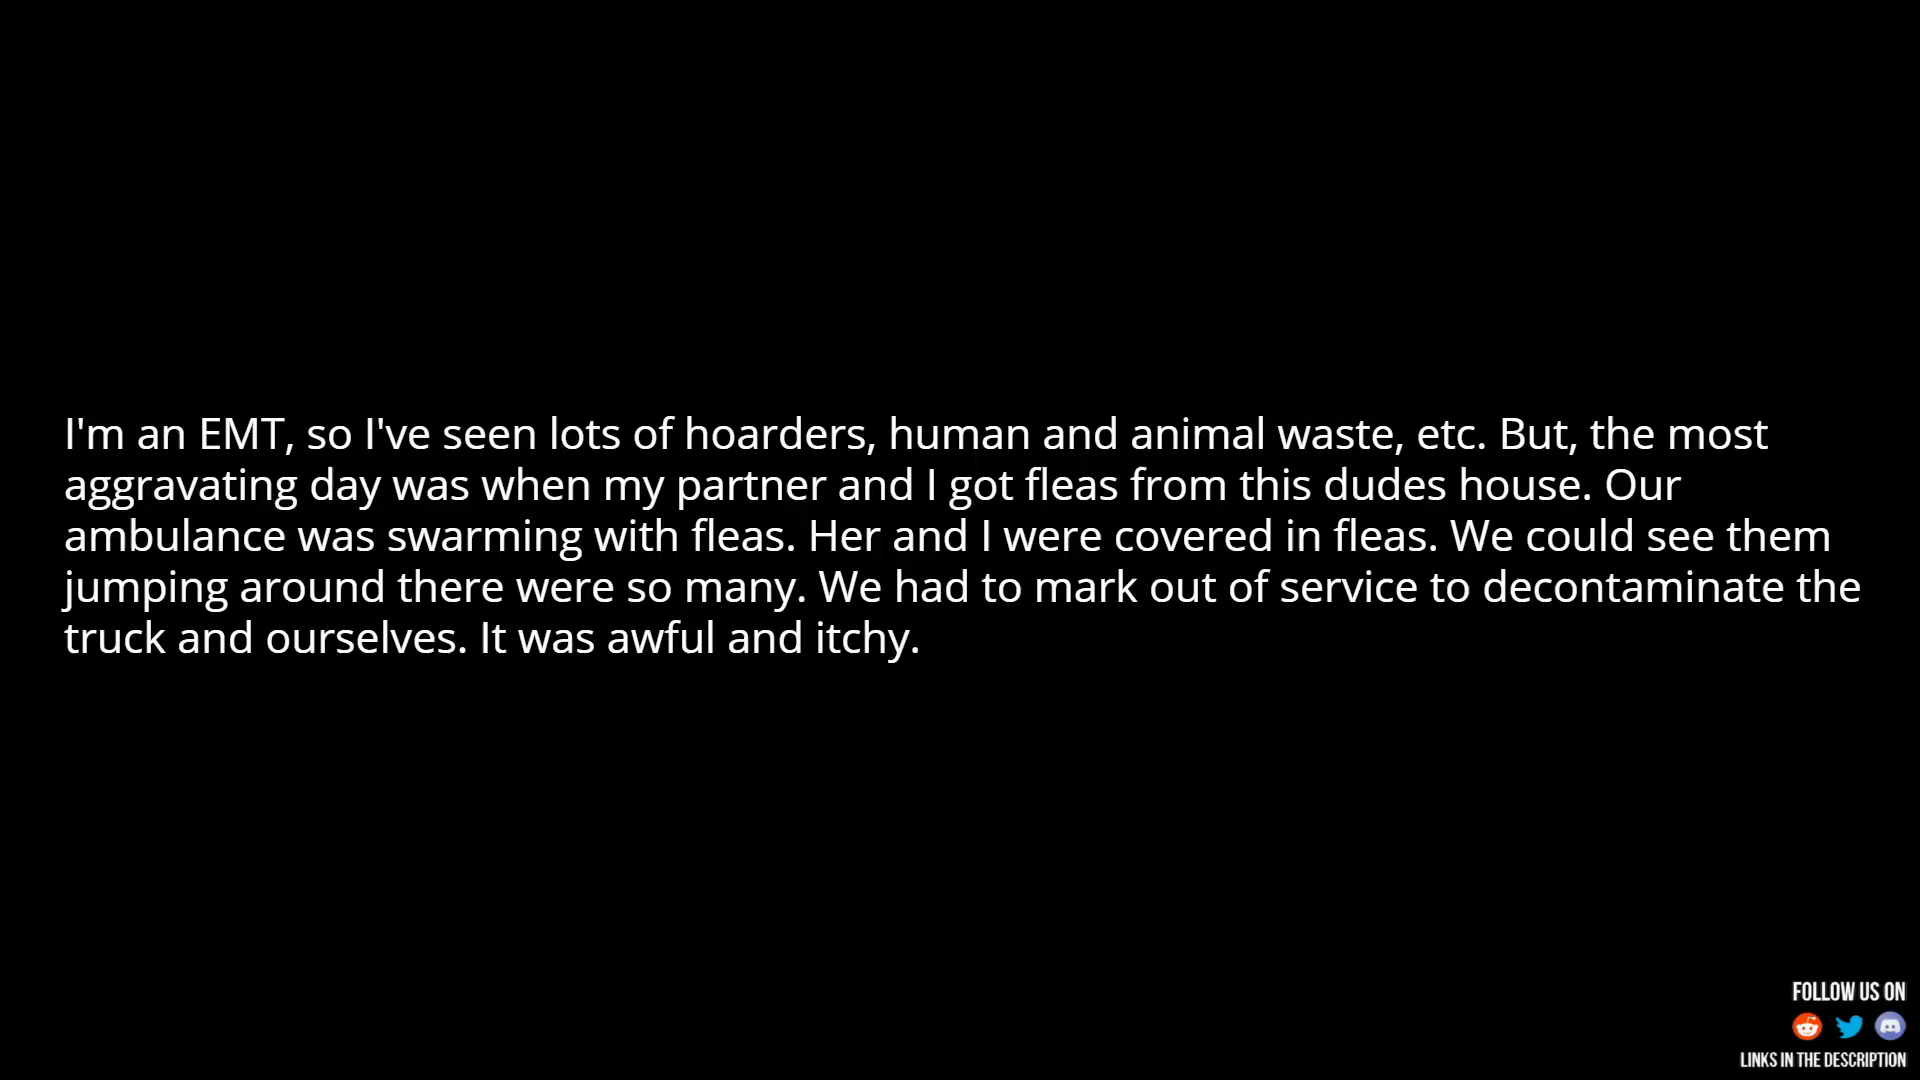 I'm an EMT, so I've seen lots of hoarders, human and animal waste, etc. But, the most
aggravating day was when my partner and I got fleas from this dudes house. Our
ambulance was swarming with fleas. Her and I were covered in fleas. We could see them
jumping around there were so many. We had to mark out of service to decontaminate the
truck and ourselves. It was awful and itchy.
FOLLOW US ON
LINKS IN THE DESCRIPTION